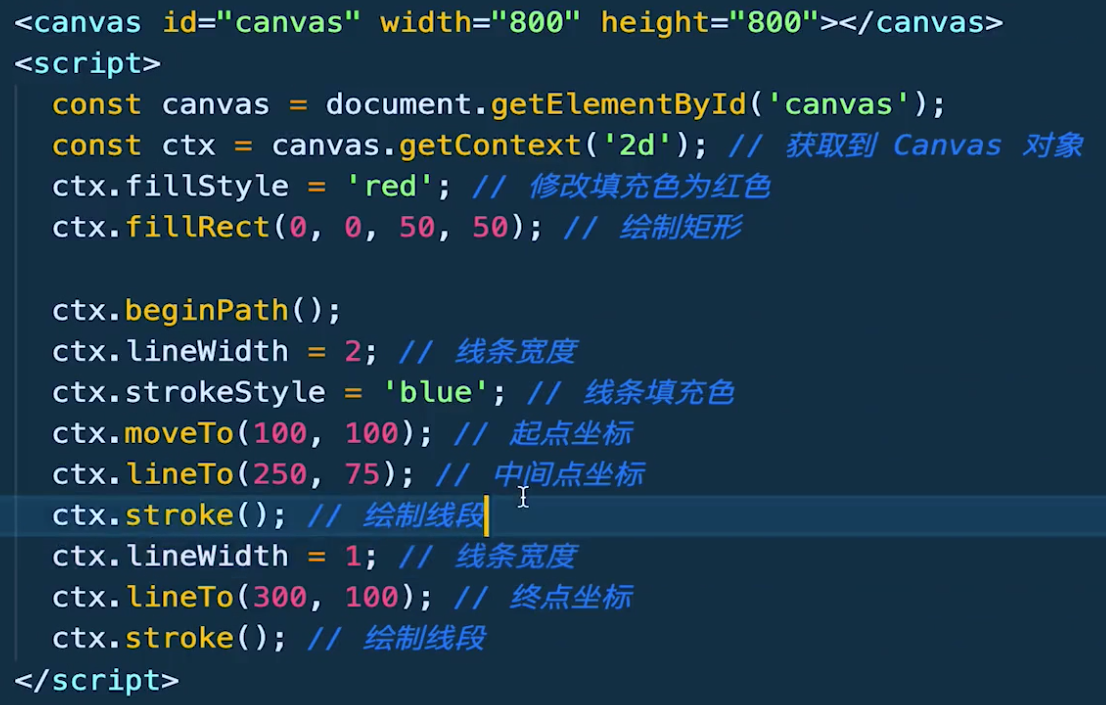 <canvas id="canvas" width="800" height="800"></canvas>
<script>
const canvas = document.getElementById('canvas');
const ctx = canvas.getContext('2d'); // 获取到 Canvas 对象
ctx.fillStyle = 'red'; // 修改填充色为红色
ctx.fillRect(0, 0, 50, 50); // 绘制矩形
ctx.beginPath();
ctx.lineWidth = 2; // 线条宽度
ctx.strokeStyle = 'blue'; // 线条填充色
ctx.moveTo(100, 100); // 起点坐标
ctx.lineTo(250, 75); // 中间点坐标
ctx.stroke(); // 绘制线段
ctx.lineWidth = 1; // 线条宽度
ctx.lineTo(300, 100); // 终点坐标
ctx.stroke(); // 绘制线段
</script>